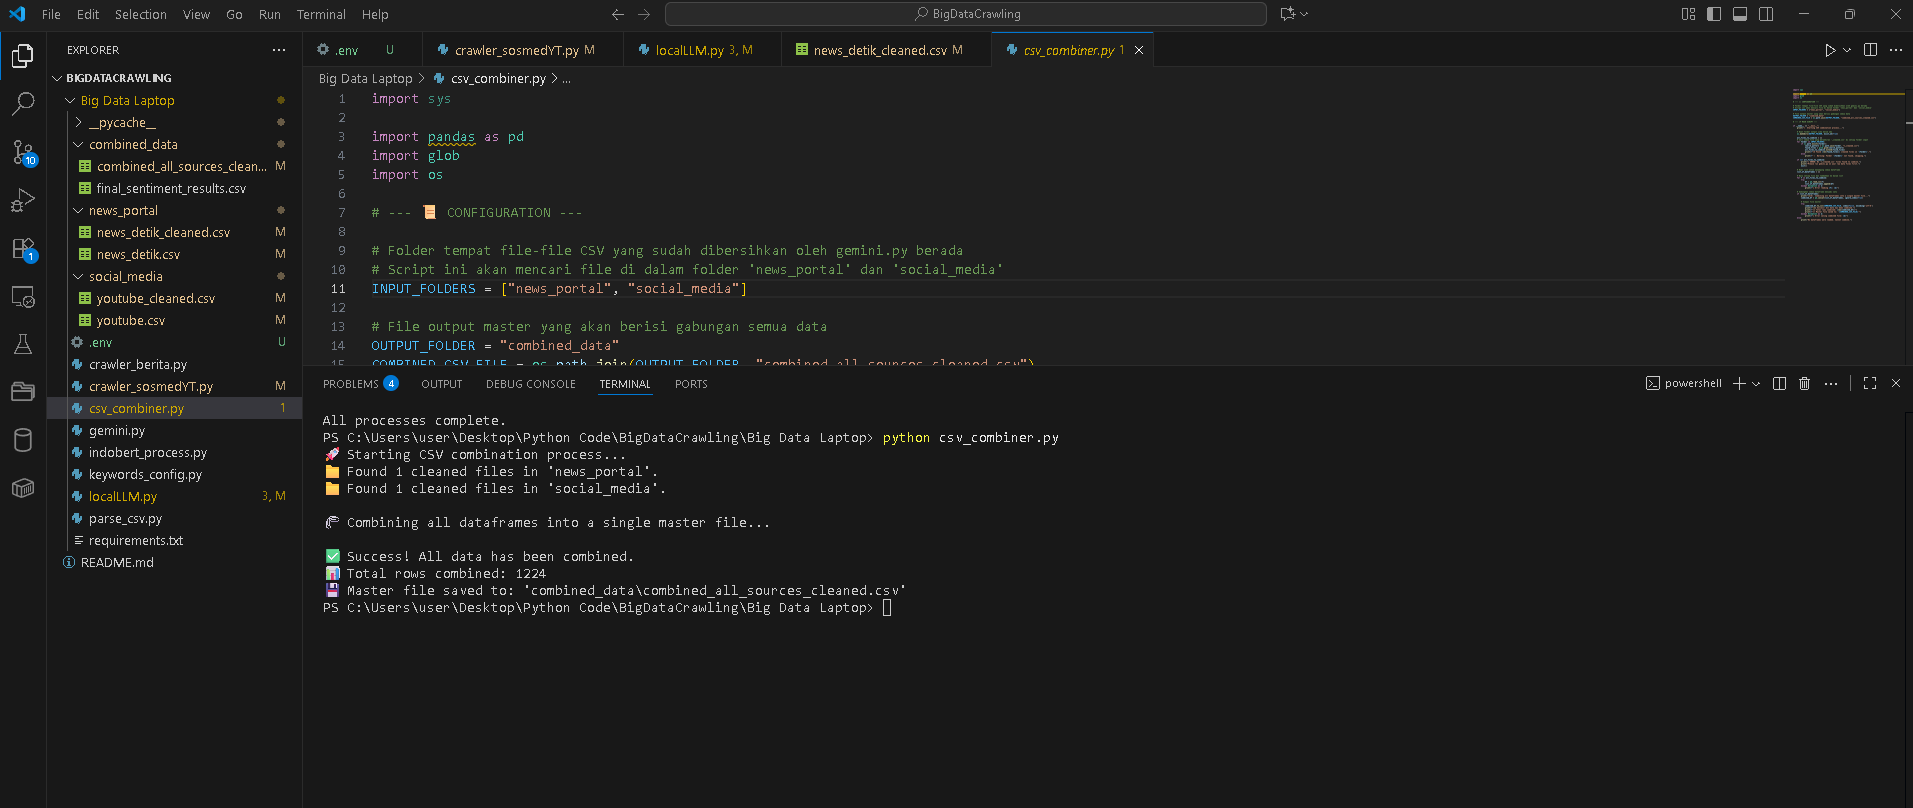 File Edit Selection View Go Run Terminal Help
BigDataCrawling
EXPLORER
BIGDATACRAWLING
Big Data Laptop
__pycache__
combined_data
combined_all_sources_clean... M
final_sentiment_results.csv
news_portal
news_detik_cleaned.csv M
news_detik.csv M
social_media
youtube_cleaned.csv M
youtube.csv M
.env U
crawler_berita.py
crawler_sosmedYT.py M
csv_combiner.py 1
gemini.py
indobert_process.py
keywords_config.py
localLLM.py 3, M
parse_csv.py
requirements.txt
README.md
10
1
.env U crawler_sosmedYT.py M localLLM.py 3, M news_detik_cleaned.csv M csv_combiner.py 1
Big Data Laptop > csv_combiner.py > ...
1 import sys
2
3 import pandas as pd
4 import glob
5 import os
6
7 # --- 📜 CONFIGURATION ---
8
9 # Folder tempat file-file CSV yang sudah dibersihkan oleh gemini.py berada
10 # Script ini akan mencari file di dalam folder 'news_portal' dan 'social_media'
11 INPUT_FOLDERS = ["news_portal", "social_media"]
12
13 # File output master yang akan berisi gabungan semua data
14 OUTPUT_FOLDER = "combined_data"
15 COMBINED_CSV_FILE = os.path.join(OUTPUT_FOLDER, "combined_all_sources_cleaned.csv")
PROBLEMS 4 OUTPUT DEBUG CONSOLE TERMINAL PORTS
powershell
All processes complete.
PS C:\Users\user\Desktop\Python Code\BigDataCrawling\Big Data Laptop> python csv_combiner.py
🚀 Starting CSV combination process...
📁 Found 1 cleaned files in 'news_portal'.
📁 Found 1 cleaned files in 'social_media'.
Combining all dataframes into a single master file...
✅ Success! All data has been combined.
📊 Total rows combined: 1224
💾 Master file saved to: 'combined_data\combined_all_sources_cleaned.csv'
PS C:\Users\user\Desktop\Python Code\BigDataCrawling\Big Data Laptop>